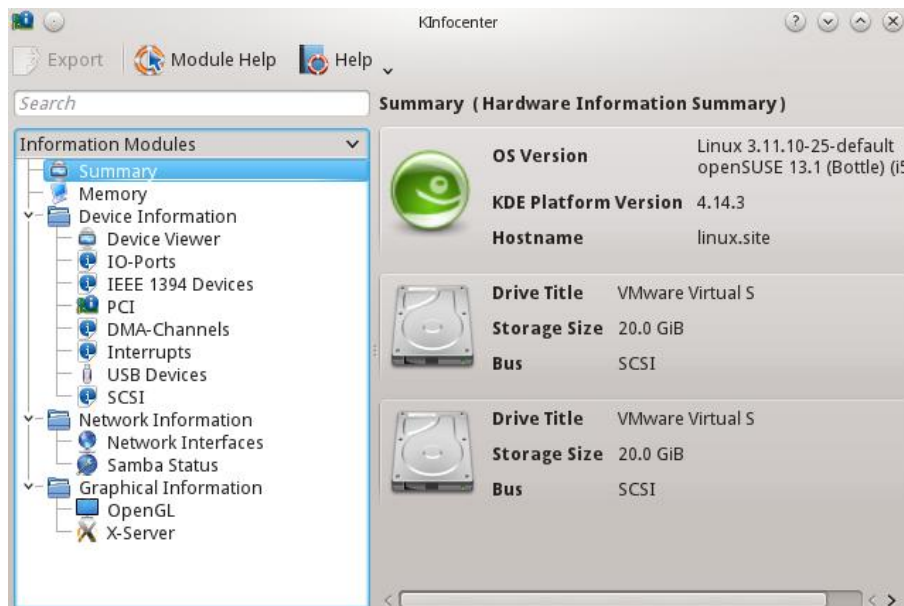 KInfocenter
Export
Module Help
Help
Search
Information Modules
Summary
Memory
Device Information
Device Viewer
IO-Ports
IEEE 1394 Devices
PCI
DMA-Channels
Interrupts
USB Devices
SCSI
Network Information
Network Interfaces
Samba Status
Graphical Information
OpenGL
X-Server
Summary (Hardware Information Summary)
OS Version Linux 3.11.10-25-default
openSUSE 13.1 (Bottle)
KDE Platform Version 4.14.3
Hostname linux.site
Drive Title VMware Virtual S
Storage Size 20.0 GiB
Bus SCSI
Drive Title VMware Virtual S
Storage Size 20.0 GiB
Bus SCSI